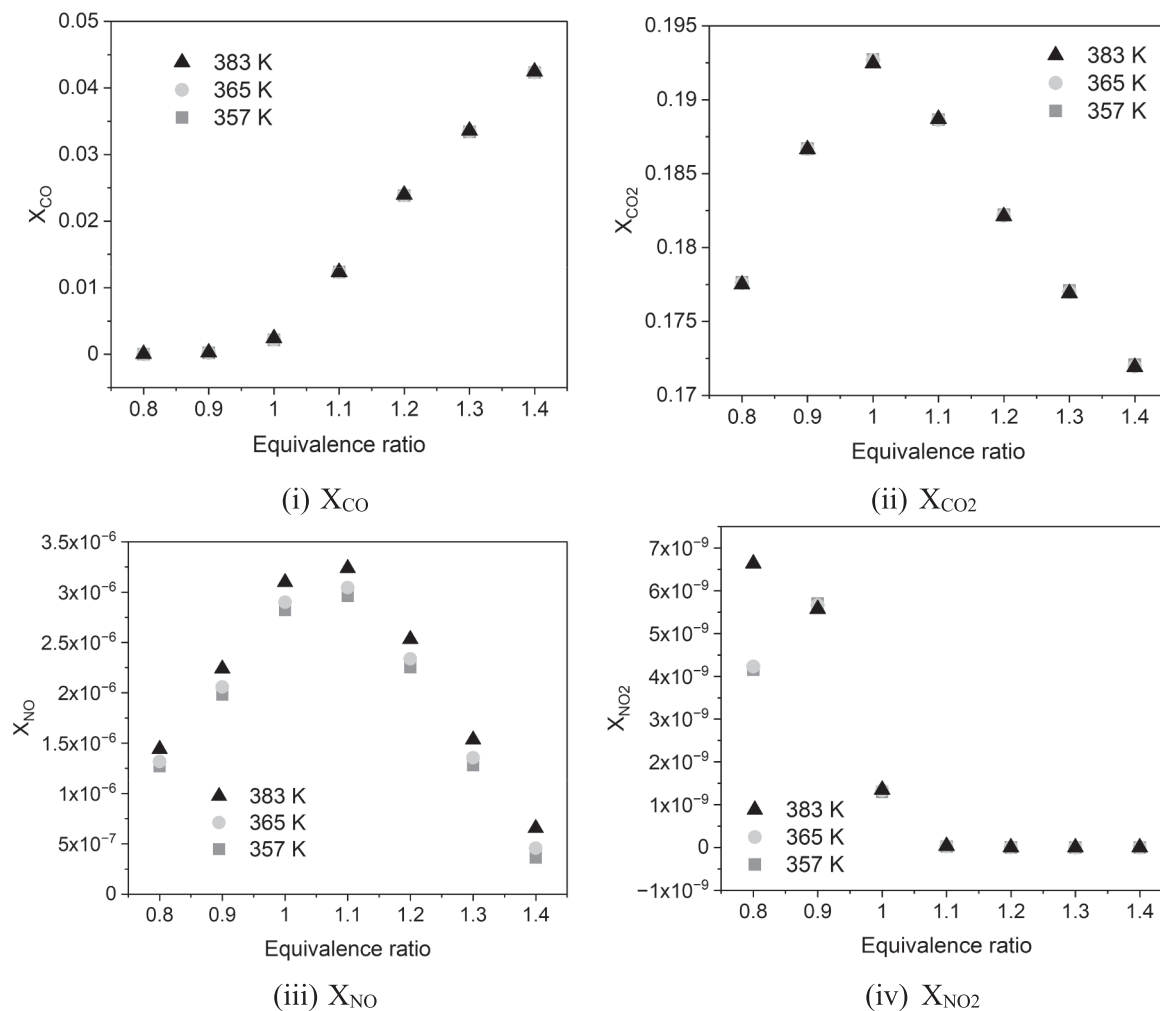 0.05
0.04
0.03
0.02
0.01
0
X_CO
383 K
365 K
357 K
0.8 0.9 1 1.1 1.2 1.3 1.4
Equivalence ratio
(i) X_CO
0.195
0.19
0.185
0.18
0.175
0.17
X_CO2
383 K
365 K
357 K
0.8 0.9 1 1.1 1.2 1.3 1.4
Equivalence ratio
(ii) X_CO2
3.5x10⁻⁶
3x10⁻⁶
2.5x10⁻⁶
2x10⁻⁶
1.5x10⁻⁶
1x10⁻⁶
5x10⁻⁷
0
X_NO
383 K
365 K
357 K
0.8 0.9 1 1.1 1.2 1.3 1.4
Equivalence ratio
(iii) X_NO
7x10⁻⁹
6x10⁻⁹
5x10⁻⁹
4x10⁻⁹
3x10⁻⁹
2x10⁻⁹
1x10⁻⁹
0
−1x10⁻⁹
X_NO2
383 K
365 K
357 K
0.8 0.9 1 1.1 1.2 1.3 1.4
Equivalence ratio
(iv) X_NO2